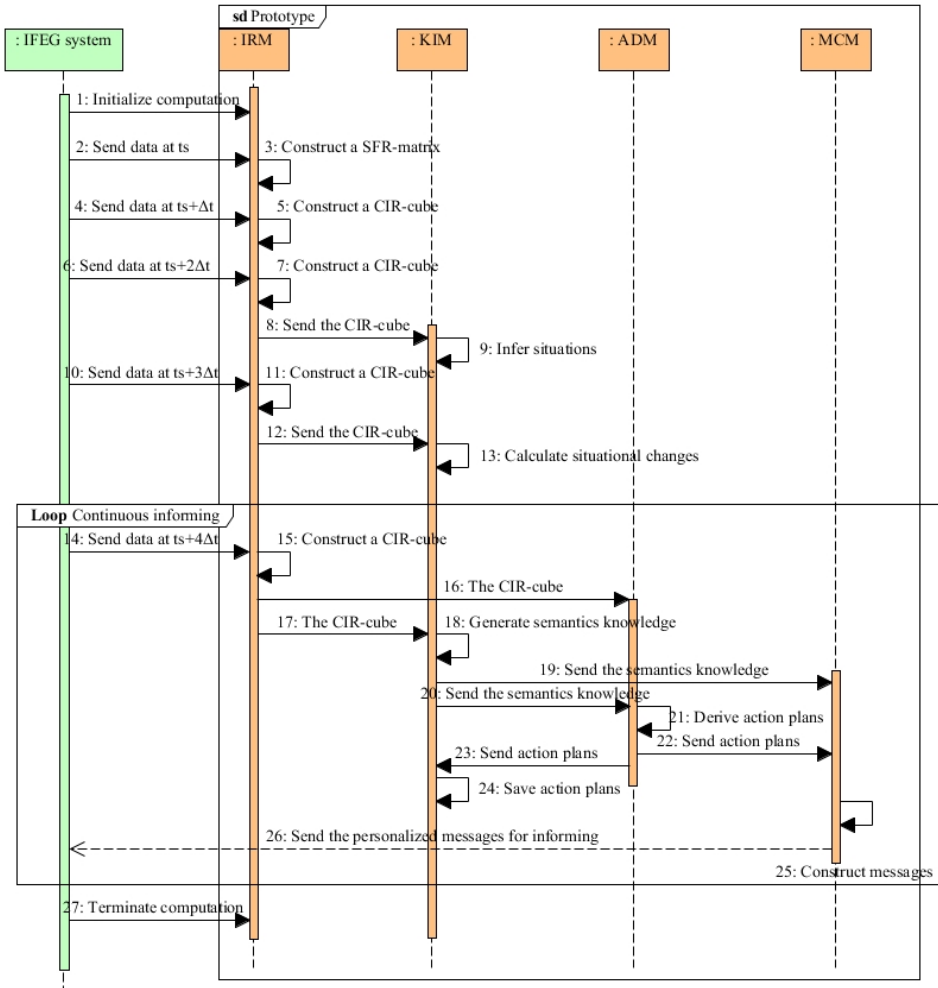 sd Prototype
: IFEG system
: IRM
: KIM
: ADM
: MCM
1: Initialize computation
2: Send data at ts
3: Construct a SFR-matrix
4: Send data at ts+Δt
5: Construct a CIR-cube
6: Send data at ts+2Δt
7: Construct a CIR-cube
8: Send the CIR-cube
9: Infer situations
10: Send data at ts+3Δt
11: Construct a CIR-cube
12: Send the CIR-cube
13: Calculate situational changes
Loop Continuous informing
14: Send data at ts+4Δt
15: Construct a CIR-cube
16: The CIR-cube
17: The CIR-cube
18: Generate semantics knowledge
19: Send the semantics knowledge
20: Send the semantics knowledge
21: Derive action plans
22: Send action plans
23: Send action plans
24: Save action plans
26: Send the personalized messages for informing
25: Construct messages
27: Terminate computation